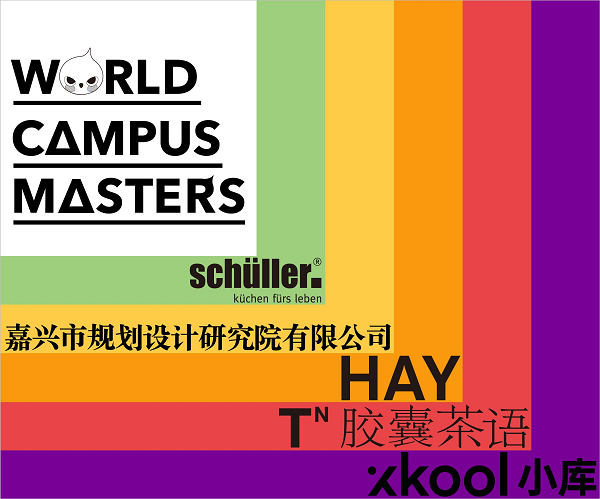 WORLD
CAMPUS
MASTERS
schüller.®
küchen fürs leben
嘉兴市规划设计研究院有限公司
HAY
Tᴺ 胶囊茶语
xkool 小库